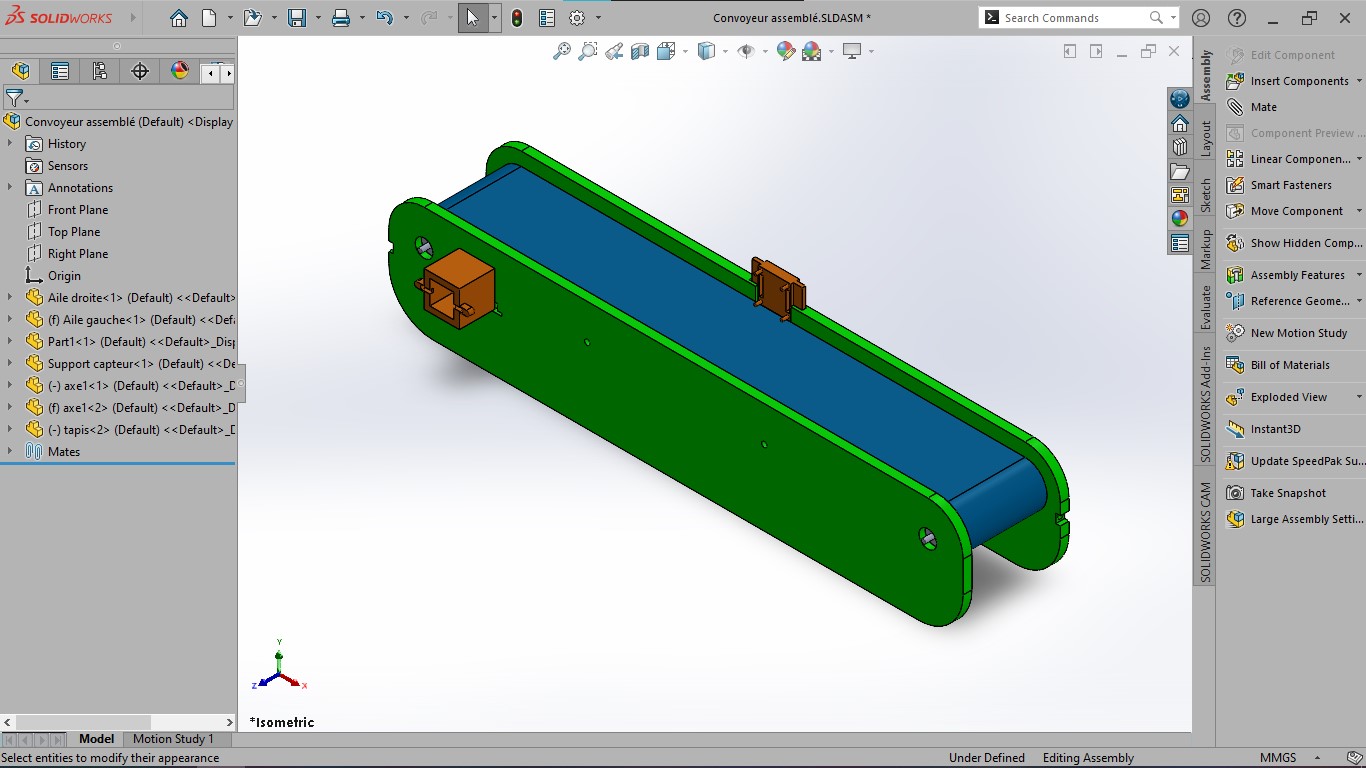 SOLIDWORKS
Convoyeur assemblé.SLDASM *
Search Commands
Convoyeur assemblé (Default) <Display
History
Sensors
A
Annotations
Front Plane
Top Plane
Right Plane
Origin
Aile droite<1> (Default) <<Default>
(f) Aile gauche<1> (Default) <<Defa
Part1<1> (Default) <<Default>_Disp
Support capteur<1> (Default) <<De
(-) axe1<1> (Default) <<Default>_D
(f) axe1<2> (Default) <<Default>_D
(-) tapis<2> (Default) <<Default>_D
Mates
Y
Z
X
*Isometric
Assembly
Layout
Sketch
Markup
Evaluate
SOLIDWORKS Add-Ins
SOLIDWORKS CAM
Edit Component
Insert Components
Mate
Component Preview ...
Linear Componen...
Smart Fasteners
Move Component
Show Hidden Comp...
Assembly Features
Reference Geome...
New Motion Study
Bill of Materials
Exploded View
Instant3D
Update SpeedPak Su...
Take Snapshot
Large Assembly Setti...
Model
Motion Study 1
Select entities to modify their appearance
Under Defined
Editing Assembly
MMGS